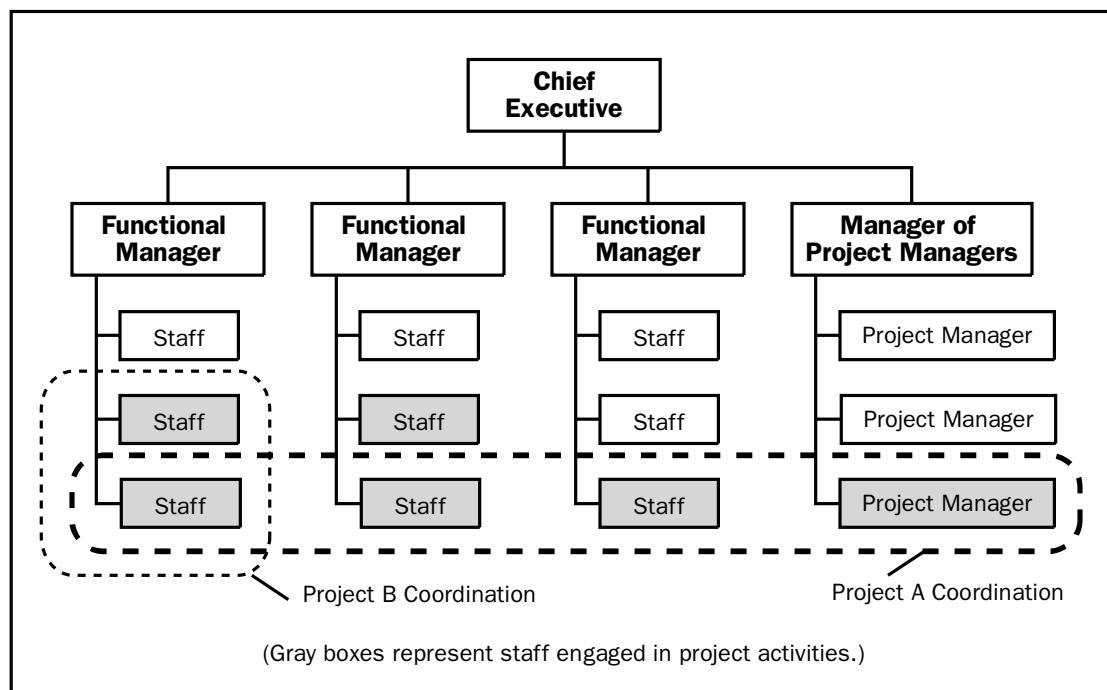 Chief
Executive
Functional
Manager
Functional
Manager
Functional
Manager
Manager of
Project Managers
Staff
Staff
Staff
Project Manager
Staff
Staff
Staff
Project Manager
Staff
Staff
Staff
Project Manager
Project B Coordination
Project A Coordination
(Gray boxes represent staff engaged in project activities.)